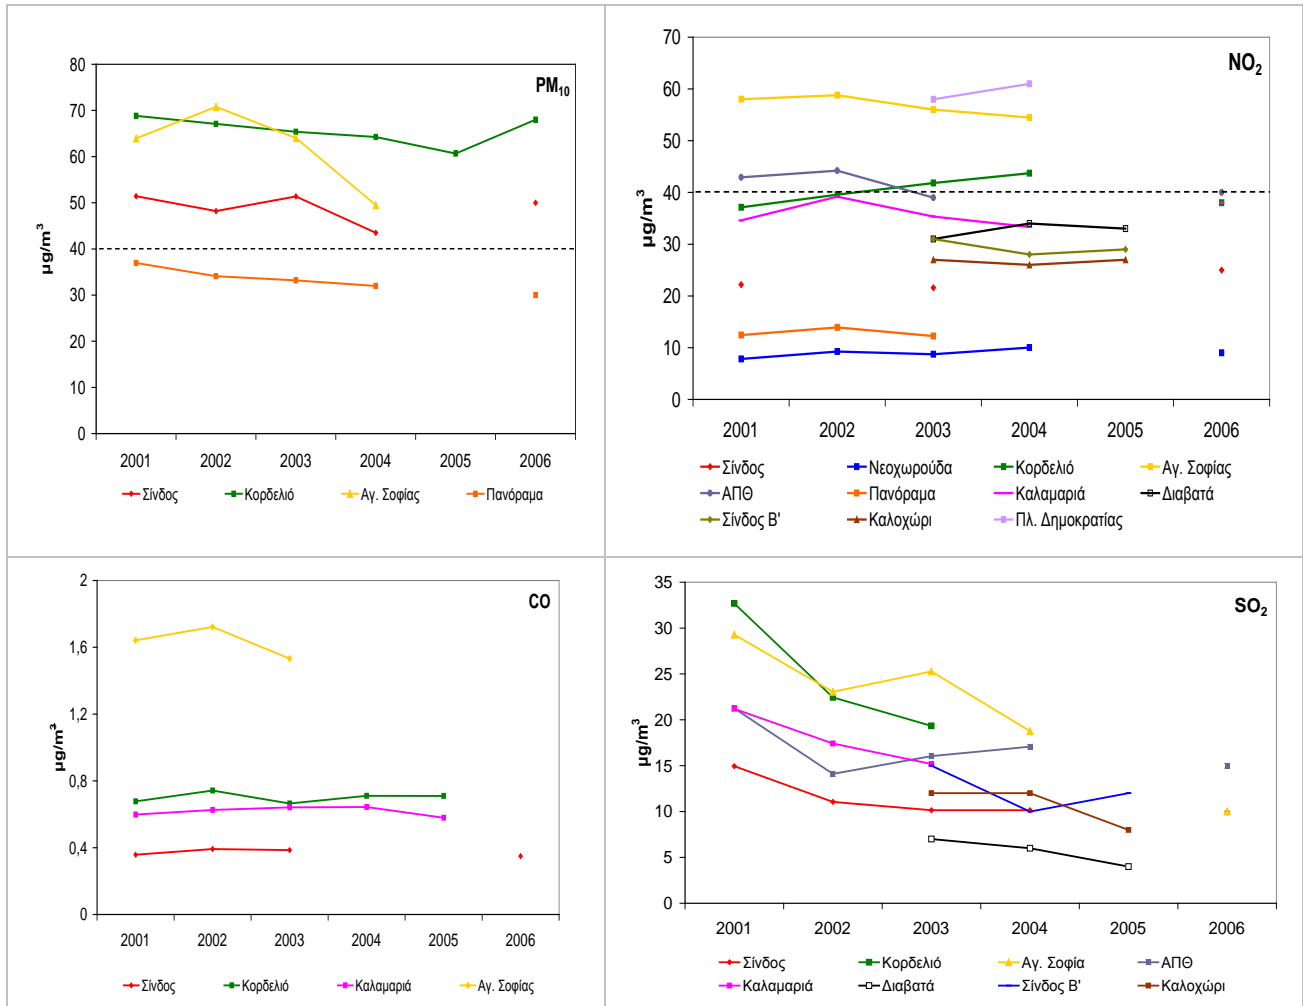 PM10
µg/m³
80
70
60
50
40
30
20
10
0
2001 2002 2003 2004 2005 2006
Σίνδος Κορδελιό Αγ. Σοφίας Πανόραμα
NO2
µg/m³
70
60
50
40
30
20
10
0
2001 2002 2003 2004 2005 2006
Σίνδος Νεοχωρούδα Κορδελιό Αγ. Σοφίας
ΑΠΘ Πανόραμα Καλαμαριά Διαβατά
Σίνδος Β' Καλοχώρι Πλ. Δημοκρατίας
CO
µg/m³
2
1,6
1,2
0,8
0,4
0
2001 2002 2003 2004 2005 2006
Σίνδος Κορδελιό Καλαμαριά Αγ. Σοφίας
SO2
µg/m³
35
30
25
20
15
10
5
0
2001 2002 2003 2004 2005 2006
Σίνδος Κορδελιό Αγ. Σοφία ΑΠΘ
Καλαμαριά Διαβατά Σίνδος Β' Καλοχώρι